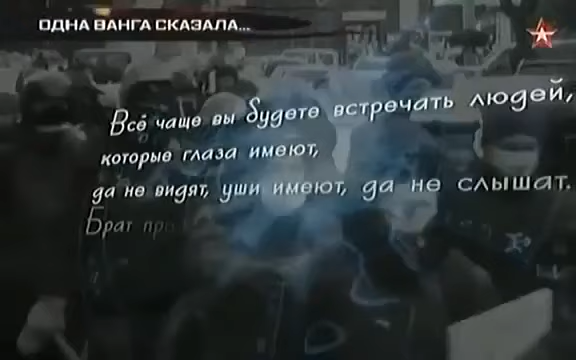 ОДНА ВАНГА СКАЗАЛА...
Всё чаще вы будете встречать людей,
которые глаза имеют,
да не видят, уши имеют, да не слышат.
Брат про